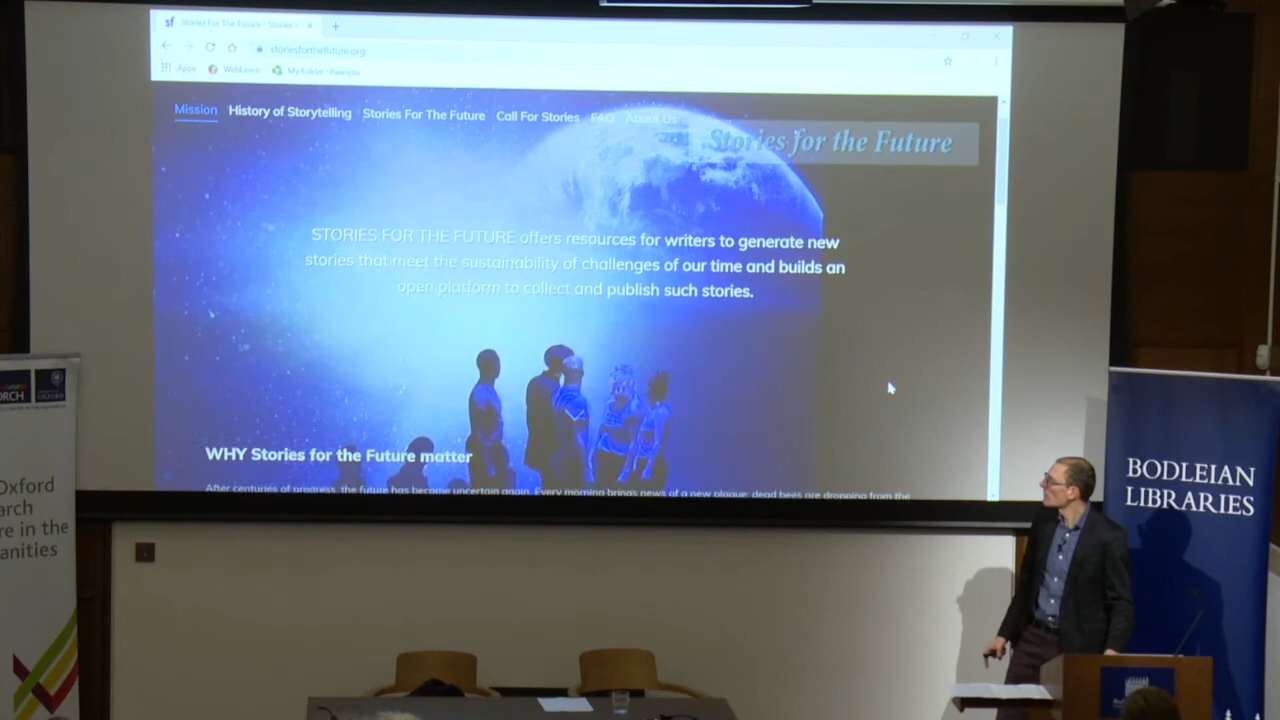 sf Stories For The Future - Stories
storiesforthefuture.org
Apps WebLearn My Folder - Panopto
Mission History of Storytelling Stories For The Future Call For Stories FAQ About Us
Stories for the Future
STORIES FOR THE FUTURE offers resources for writers to generate new
stories that meet the sustainability of challenges of our time and builds an
open platform to collect and publish such stories.
WHY Stories for the Future matter
After centuries of progress, the future has become uncertain again. Every morning brings news of a new plague: dead bees are dropping from the
BODLEIAN
LIBRARIES
ORCH
OXFORD
Oxford
arch
re in the
anities